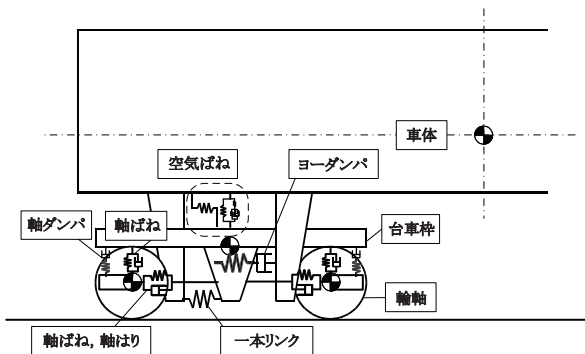 車体
空気ばね
ヨーダンパ
軸ダンパ
軸ばね
台車枠
輪軸
軸ばね, 軸はり
一本リンク